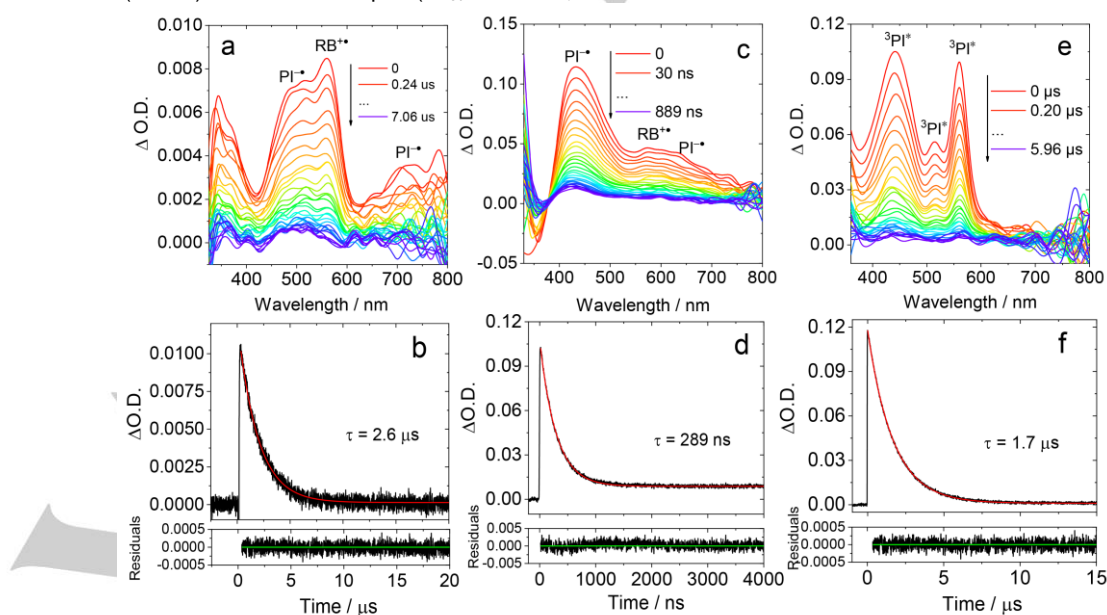 a
RB⁺•
PI⁻•
PI⁻•
0
0.24 us
...
7.06 us
Δ O.D.
0.008
0.006
0.004
0.002
0.000
400 500 600 700 800
Wavelength / nm
c
PI⁻•
RB⁺•
PI⁻•
0
30 ns
...
889 ns
Δ O.D.
0.15
0.10
0.05
0.00
-0.05
400 500 600 700 800
Wavelength / nm
e
³PI*
³PI*
³PI*
0 µs
0.20 µs
...
5.96 µs
Δ O.D.
0.12
0.09
0.06
0.03
0.00
400 500 600 700 800
Wavelength / nm
b
τ = 2.6 µs
ΔO.D.
0.0100
0.0075
0.0050
0.0025
0.0000
Residuals
0.0005
0.0000
-0.0005
0 5 10 15 20
Time / µs
d
τ = 289 ns
ΔO.D.
0.12
0.09
0.06
0.03
0.00
Residuals
0.005
0.000
-0.005
0 1000 2000 3000 4000
Time / ns
f
τ = 1.7 µs
ΔO.D.
0.12
0.08
0.04
0.00
Residuals
0.0005
0.0000
-0.0005
0 5 10 15
Time / µs